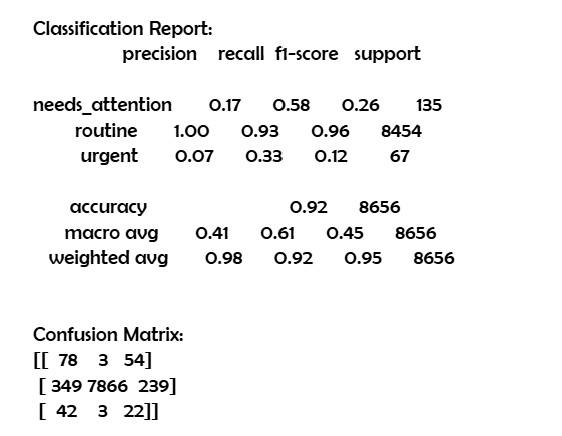 Classification Report:
precision recall f1-score support
needs_attention 0.17 0.58 0.26 135
routine 1.00 0.93 0.96 8454
urgent 0.07 0.33 0.12 67
accuracy 0.92 8656
macro avg 0.41 0.61 0.45 8656
weighted avg 0.98 0.92 0.95 8656
Confusion Matrix:
[[ 78 3 54]
[ 349 7866 239]
[ 42 3 22]]